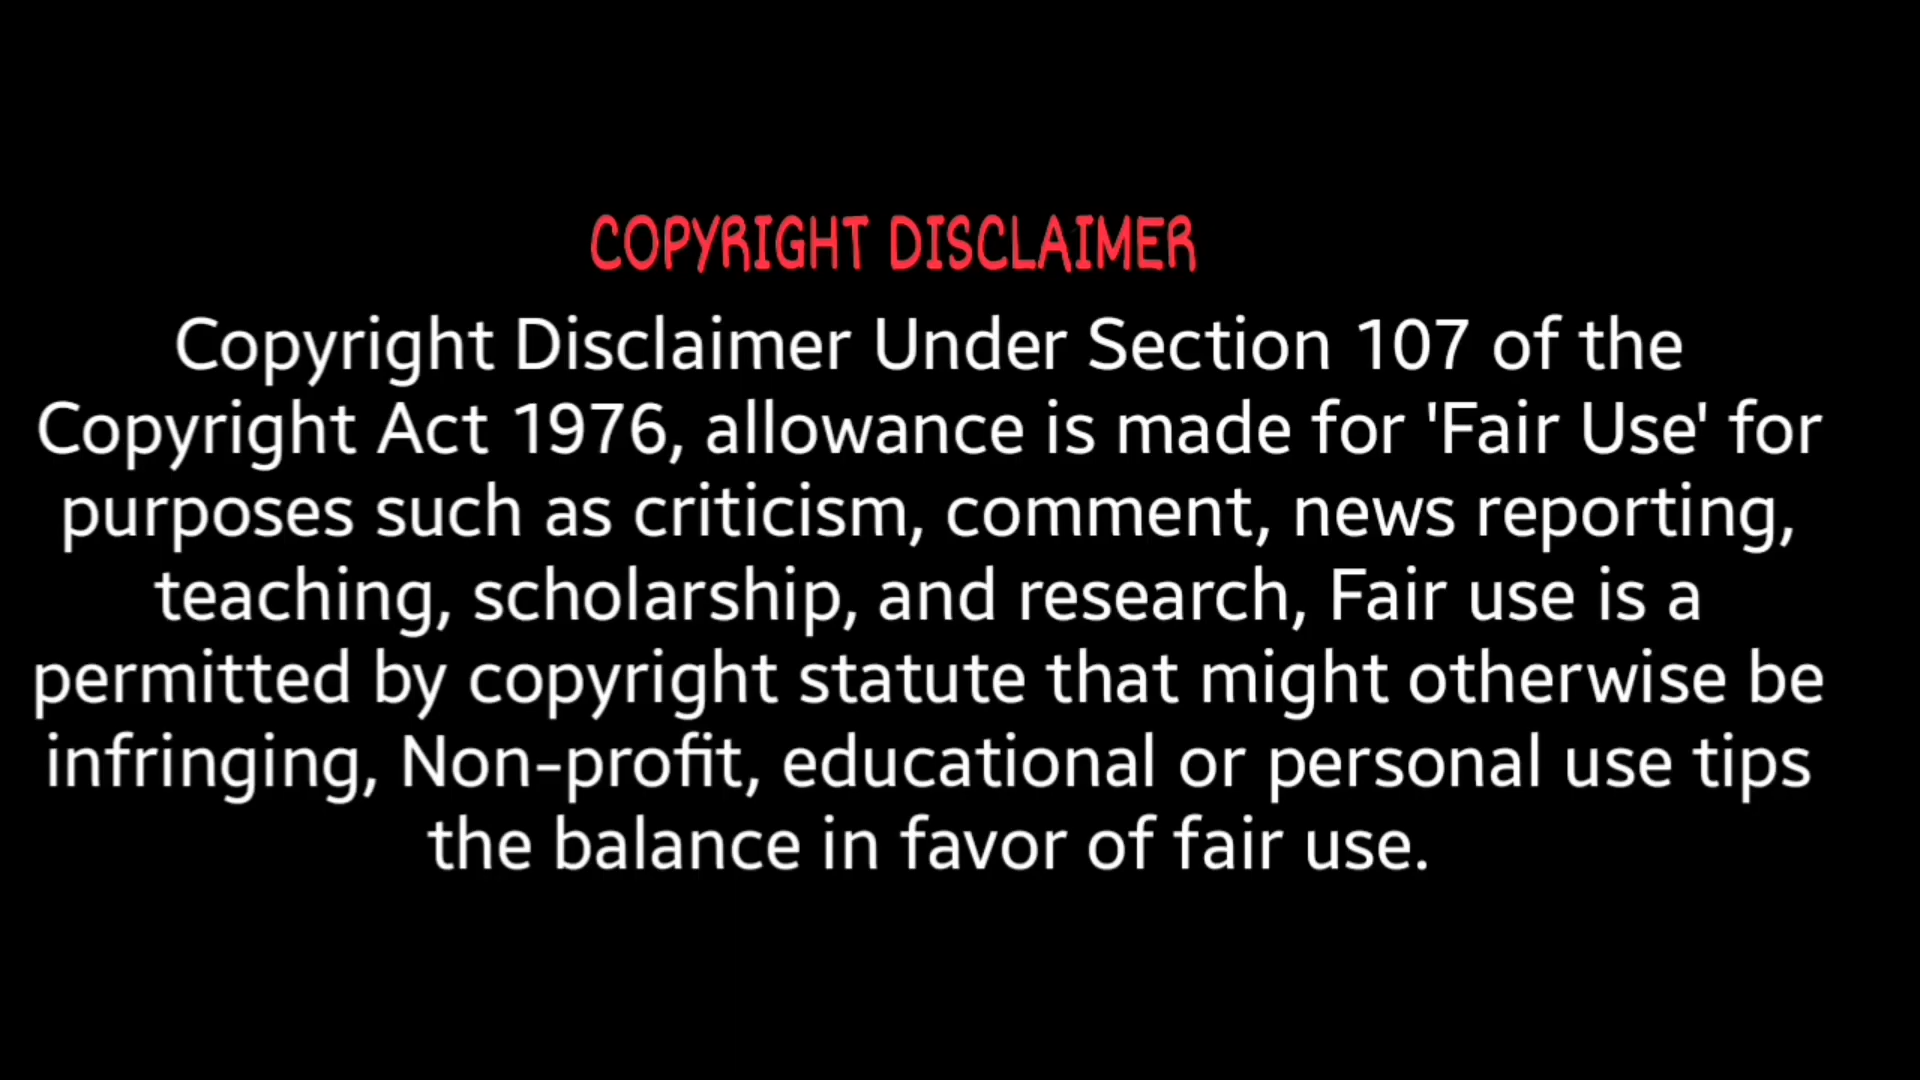 COPYRIGHT DISCLAIMER
Copyright Disclaimer Under Section 107 of the
Copyright Act 1976, allowance is made for 'Fair Use' for
purposes such as criticism, comment, news reporting,
teaching, scholarship, and research, Fair use is a
permitted by copyright statute that might otherwise be
infringing, Non-profit, educational or personal use tips
the balance in favor of fair use.